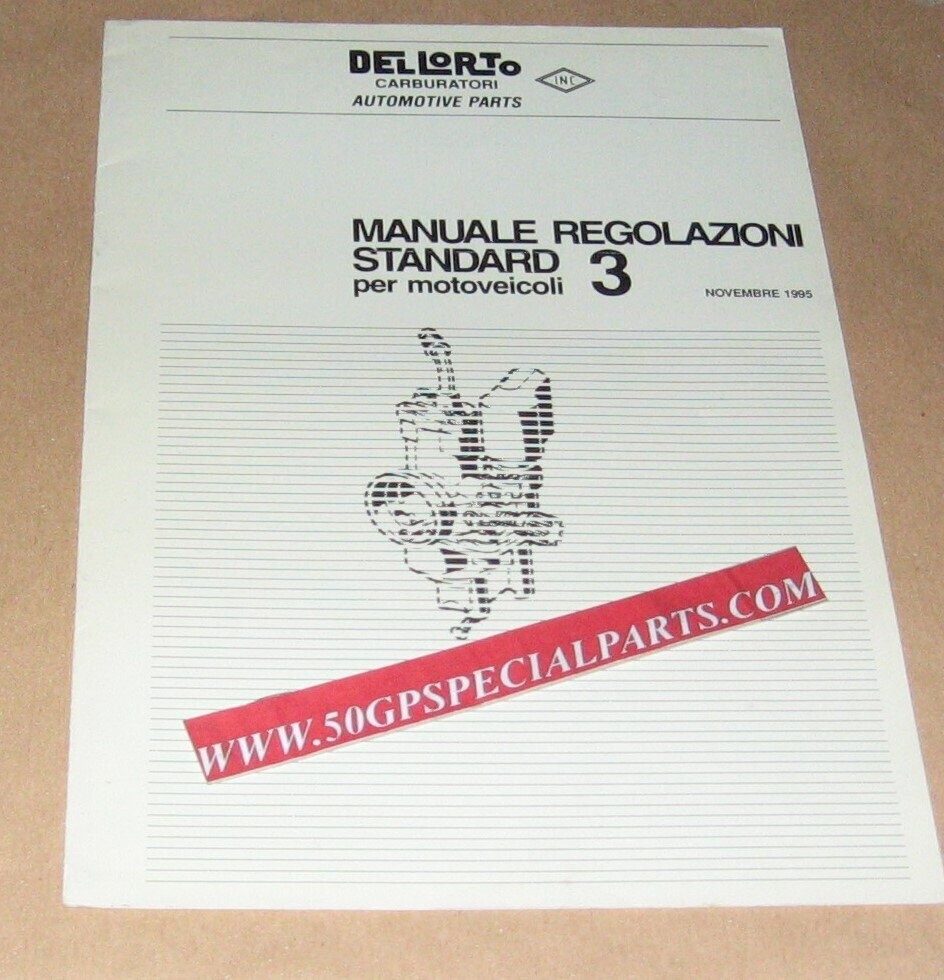 DELLORTO
INC
CARBURATORI
AUTOMOTIVE PARTS
MANUALE REGOLAZIONI
STANDARD 3
per motoveicoli
NOVEMBRE 1995
WWW.50GPSPECIALPARTS.COM